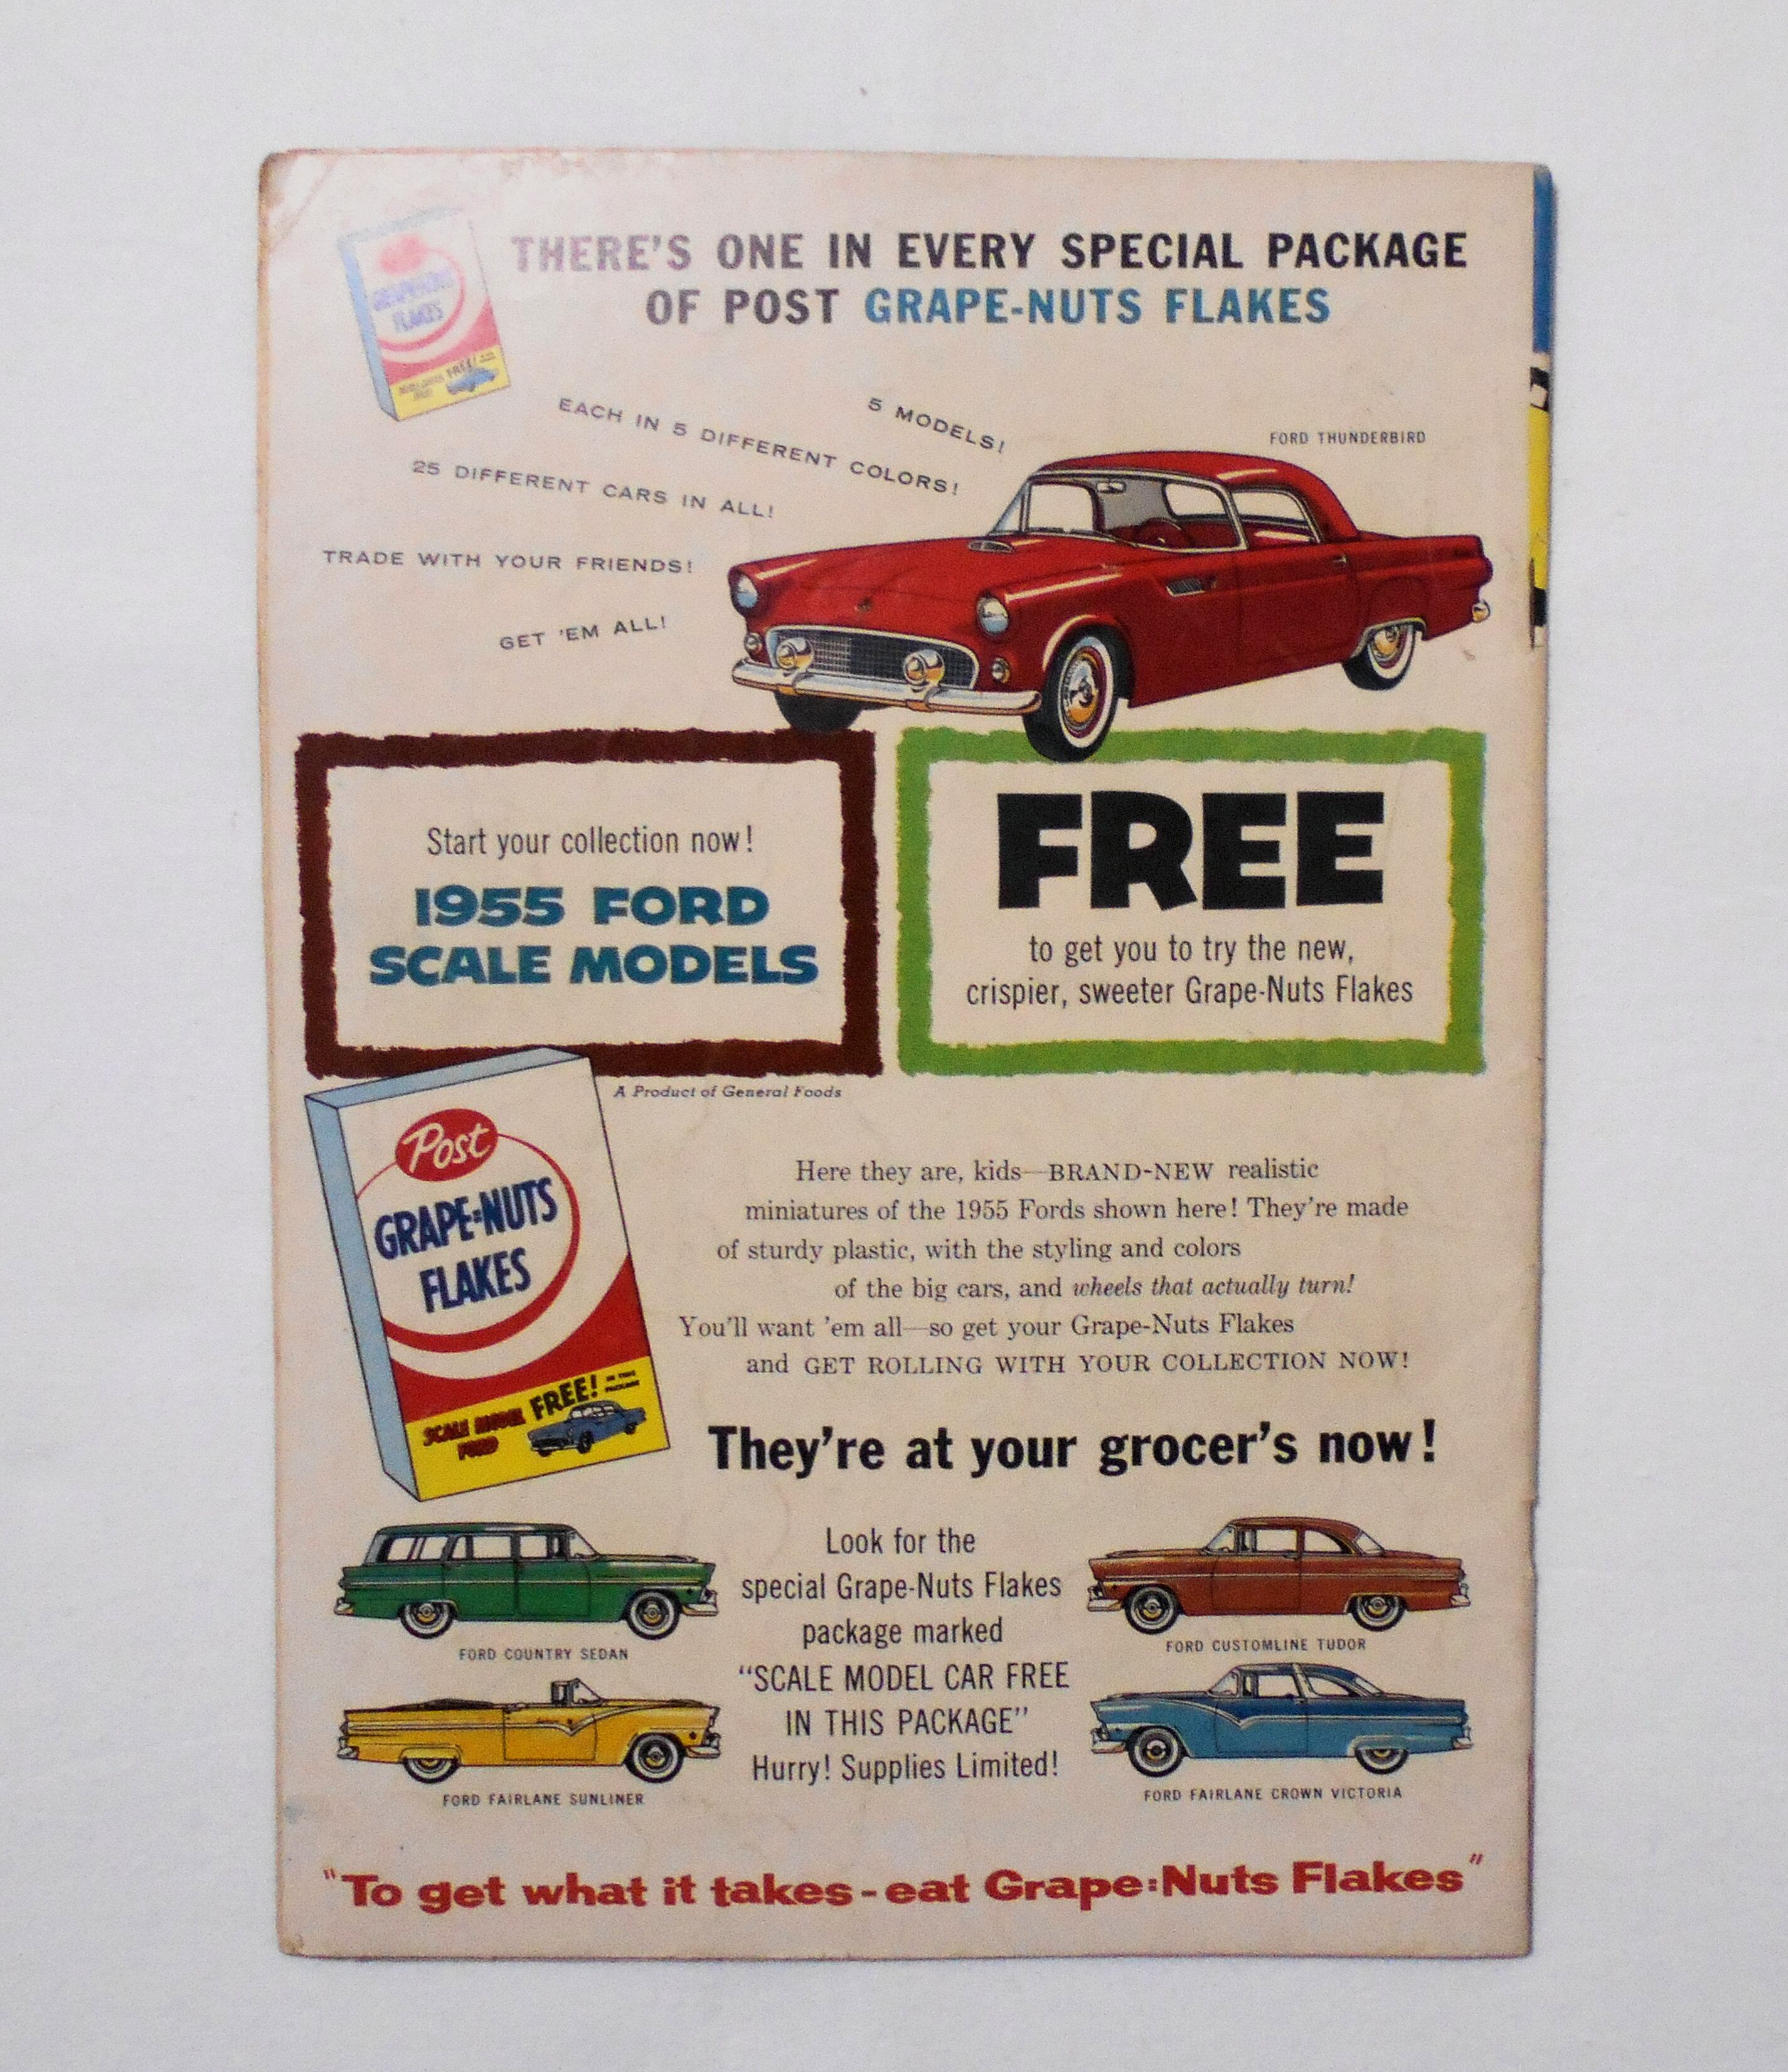 THERE'S ONE IN EVERY SPECIAL PACKAGE
OF POST GRAPE-NUTS FLAKES
GRAPE-NUTS
FLAKES
FREE!
5 MODELS!
EACH IN 5 DIFFERENT COLORS!
25 DIFFERENT CARS IN ALL!
TRADE WITH YOUR FRIENDS!
GET 'EM ALL!
FORD THUNDERBIRD
Start your collection now!
1955 FORD
SCALE MODELS
FREE
to get you to try the new,
crispier, sweeter Grape-Nuts Flakes
A Product of General Foods
Post
GRAPE-NUTS
FLAKES
SCALE MODEL FREE!
FORD
Here they are, kids—BRAND-NEW realistic
miniatures of the 1955 Fords shown here! They're made
of sturdy plastic, with the styling and colors
of the big cars, and wheels that actually turn!
You'll want 'em all—so get your Grape-Nuts Flakes
and GET ROLLING WITH YOUR COLLECTION NOW!
They're at your grocer's now!
Look for the
special Grape-Nuts Flakes
package marked
"SCALE MODEL CAR FREE
IN THIS PACKAGE"
Hurry! Supplies Limited!
FORD COUNTRY SEDAN
FORD CUSTOMLINE TUDOR
FORD FAIRLANE SUNLINER
FORD FAIRLANE CROWN VICTORIA
"To get what it takes-eat Grape-Nuts Flakes"